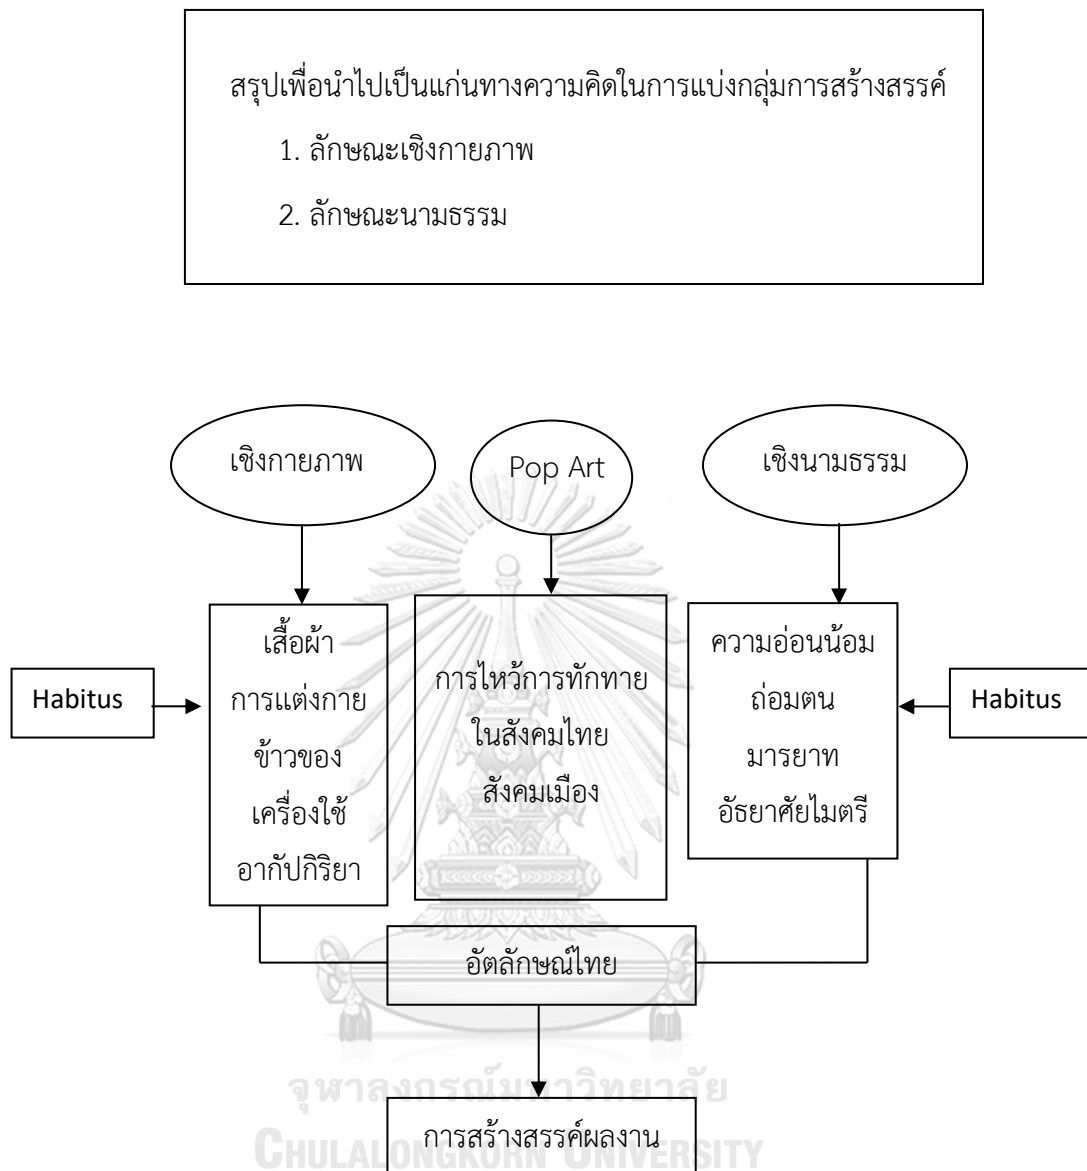 สรุปเพื่อนำไปเป็นแก่นทางความคิดในการแบ่งกลุ่มการสร้างสรรค์
1. ลักษณะเชิงกายภาพ
2. ลักษณะนามธรรม
เชิงกายภาพ
Pop Art
เชิงนามธรรม
Habitus
เสื้อผ้า
การแต่งกาย
ข้าวของ
เครื่องใช้
อากัปกิริยา
การไหว้การทักทาย
ในสังคมไทย
สังคมเมือง
ความอ่อนน้อม
ถ่อมตน
มารยาท
อัธยาศัยไมตรี
Habitus
อัตลักษณ์ไทย
จุฬาลงกรณ์มหาวิทยาลัย
การสร้างสรรค์ผลงาน
CHULALONGKORN UNIVERSITY